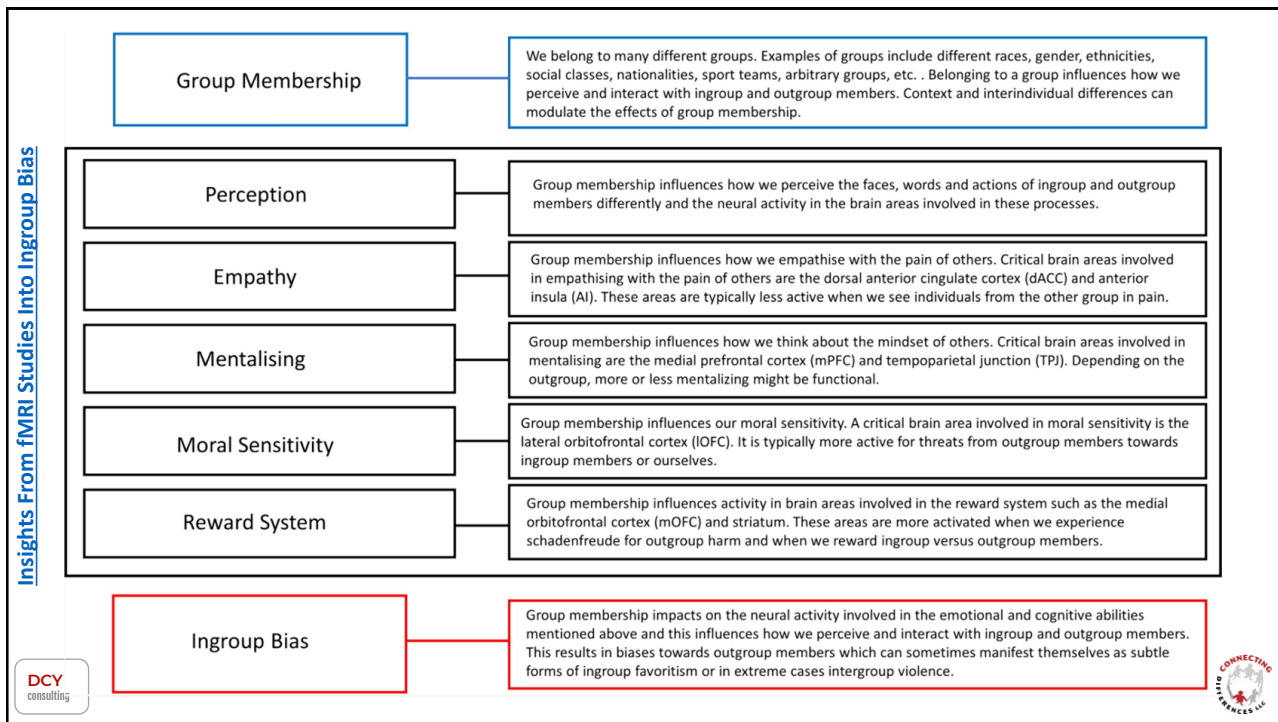 Insights From fMRI Studies Into Ingroup Bias
Group Membership
We belong to many different groups. Examples of groups include different races, gender, ethnicities,
social classes, nationalities, sport teams, arbitrary groups, etc. . Belonging to a group influences how we
perceive and interact with ingroup and outgroup members. Context and interindividual differences can
modulate the effects of group membership.
Perception
Group membership influences how we perceive the faces, words and actions of ingroup and outgroup
members differently and the neural activity in the brain areas involved in these processes.
Empathy
Group membership influences how we empathise with the pain of others. Critical brain areas involved
in empathising with the pain of others are the dorsal anterior cingulate cortex (dACC) and anterior
insula (AI). These areas are typically less active when we see individuals from the other group in pain.
Mentalising
Group membership influences how we think about the mindset of others. Critical brain areas involved in
mentalising are the medial prefrontal cortex (mPFC) and tempoparietal junction (TPJ). Depending on the
outgroup, more or less mentalizing might be functional.
Moral Sensitivity
Group membership influences our moral sensitivity. A critical brain area involved in moral sensitivity is the
lateral orbitofrontal cortex (lOFC). It is typically more active for threats from outgroup members towards
ingroup members or ourselves.
Reward System
Group membership influences activity in brain areas involved in the reward system such as the medial
orbitofrontal cortex (mOFC) and striatum. These areas are more activated when we experience
schadenfreude for outgroup harm and when we reward ingroup versus outgroup members.
Ingroup Bias
Group membership impacts on the neural activity involved in the emotional and cognitive abilities
mentioned above and this influences how we perceive and interact with ingroup and outgroup members.
This results in biases towards outgroup members which can sometimes manifest themselves as subtle
forms of ingroup favoritism or in extreme cases intergroup violence.
DCY
consulting
CONNECTING
DIFFERENCES LLC